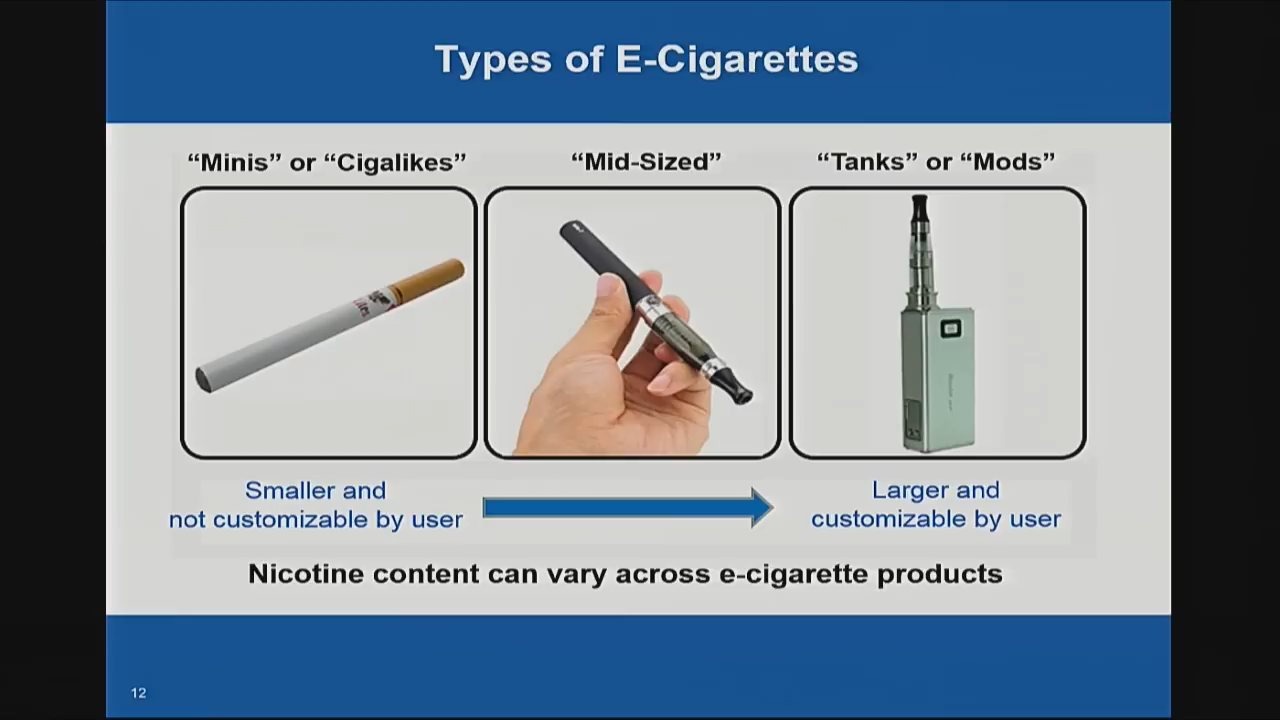 Types of E-Cigarettes
“Minis” or “Cigalikes”
“Mid-Sized”
“Tanks” or “Mods”
Smaller and
not customizable by user
Larger and
customizable by user
Nicotine content can vary across e-cigarette products
12